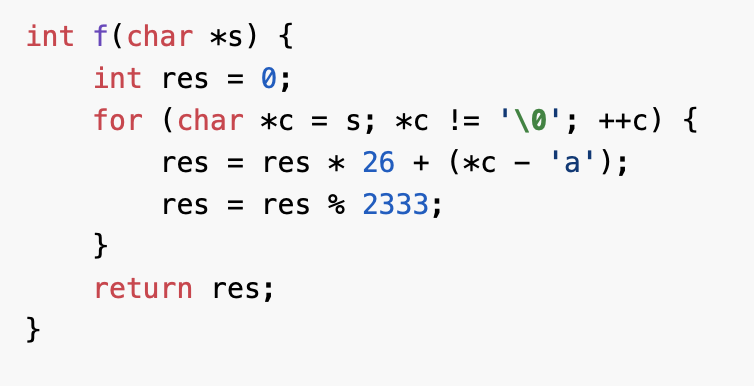 int f(char *s) {
    int res = 0;
    for (char *c = s; *c != '\0'; ++c) {
        res = res * 26 + (*c - 'a');
        res = res % 2333;
    }
    return res;
}